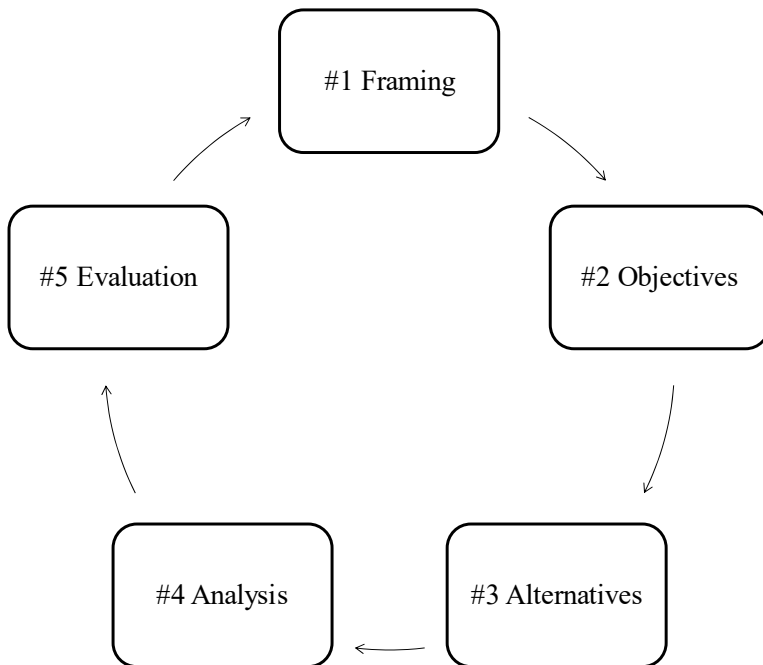 #1 Framing
#2 Objectives
#3 Alternatives
#4 Analysis
#5 Evaluation